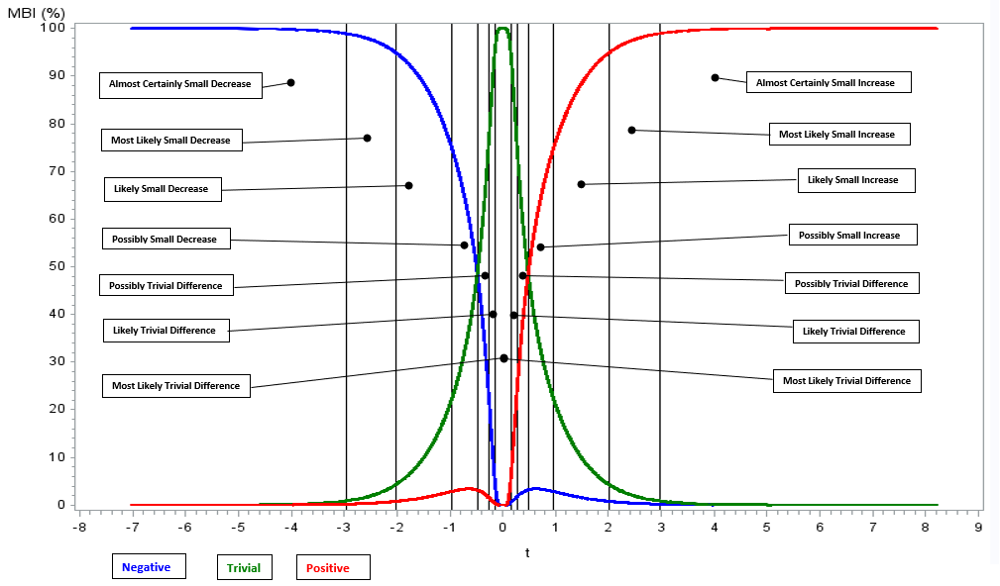 MBI (%)
100
90
80
70
60
50
40
30
20
10
0
Almost Certainly Small Decrease
Almost Certainly Small Increase
Most Likely Small Decrease
Most Likely Small Increase
Likely Small Decrease
Likely Small Increase
Possibly Small Decrease
Possibly Small Increase
Possibly Trivial Difference
Possibly Trivial Difference
Likely Trivial Difference
Likely Trivial Difference
Most Likely Trivial Difference
Most Likely Trivial Difference
-8 -7 -6 -5 -4 -3 -2 -1 0 1 2 3 4 5 6 7 8 9
t
Negative Trivial Positive